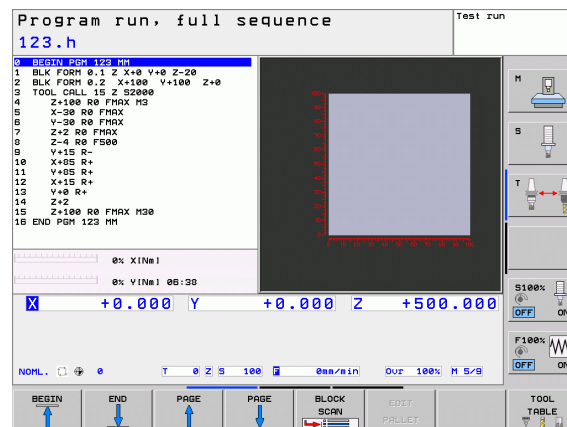 Program run, full sequence
Test run
123.h
0 BEGIN PGM 123 MM
1 BLK FORM 0.1 Z X+0 Y+0 Z-20
2 BLK FORM 0.2 X+100 Y+100 Z+0
3 TOOL CALL 15 Z S2000
4 Z+100 R0 FMAX M3
5 X-30 R0 FMAX
6 Y-30 R0 FMAX
7 Z+2 R0 FMAX
8 Z-4 R0 F500
9 Y+15 R-
10 X+85 R+
11 Y+85 R+
12 X+15 R+
13 Y+0 R+
14 Z+2
15 Z+100 R0 FMAX M30
16 END PGM 123 MM
0% X[Nm]
0% Y[Nm] 06:38
X +0.000 Y +0.000 Z +500.000
NOML. 0 T 0 Z S 100 F 0mm/min Ovr 100% M 5/9
M
S
T
S100%
OFF ON
F100%
OFF ON
BEGIN
END
PAGE
PAGE
BLOCK SCAN
EDIT PALLET
TOOL TABLE